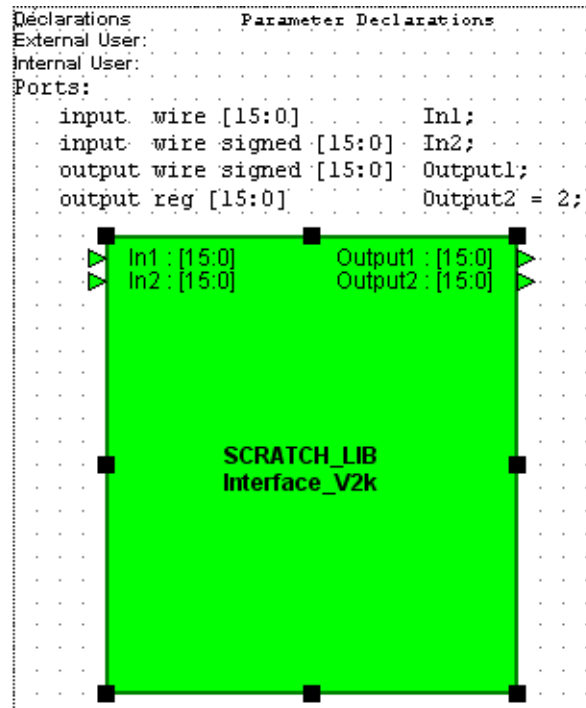 Declarations Parameter Declarations
External User:
Internal User:
Ports:
input wire [15:0] In1;
input wire signed [15:0] In2;
output wire signed [15:0] Output1;
output reg [15:0] Output2 = 2;
In1 : [15:0] Output1 : [15:0]
In2 : [15:0] Output2 : [15:0]
SCRATCH_LIB
Interface_V2k